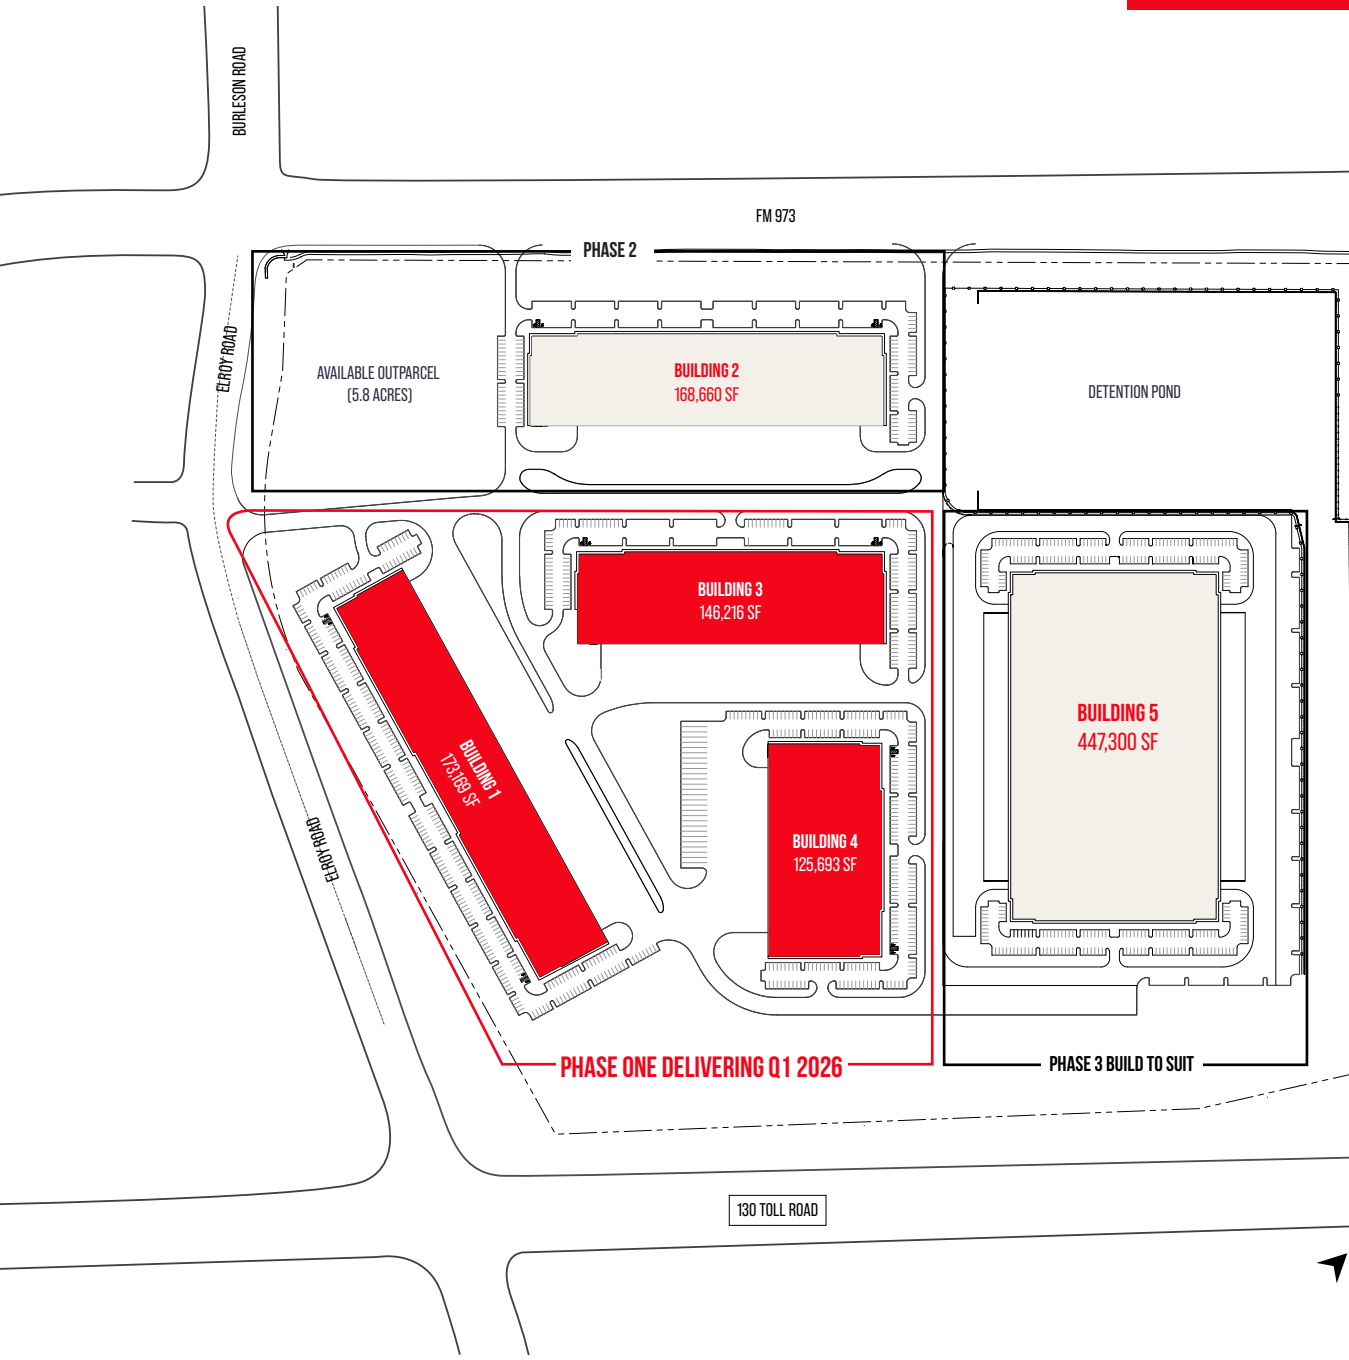 BURLESON ROAD
FM 973
PHASE 2
ELROY ROAD
AVAILABLE OUTPARCEL
(5.8 ACRES)
BUILDING 2
168,660 SF
DETENTION POND
BUILDING 3
146,216 SF
BUILDING 1
173,169 SF
BUILDING 5
447,300 SF
BUILDING 4
125,693 SF
ELROY ROAD
PHASE ONE DELIVERING Q1 2026
PHASE 3 BUILD TO SUIT
130 TOLL ROAD